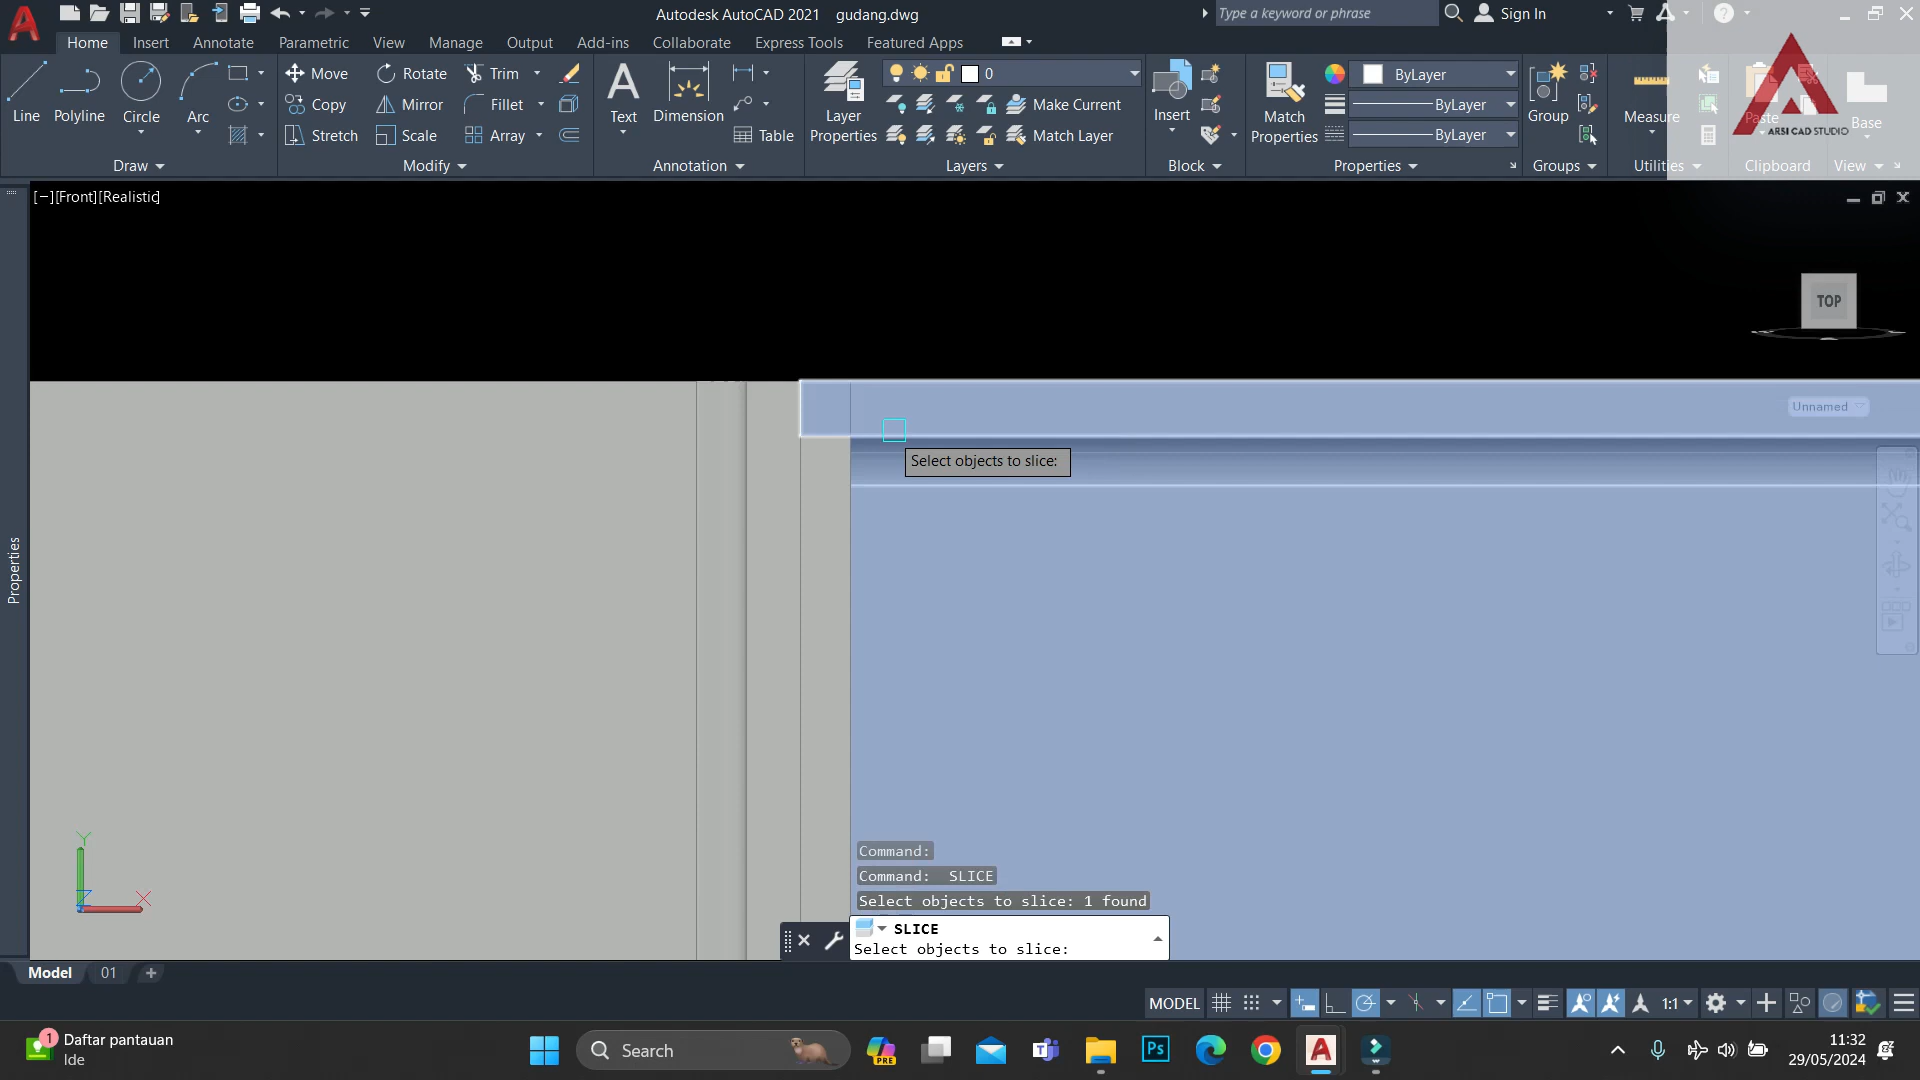 Autodesk AutoCAD 2021 gudang.dwg
Type a keyword or phrase
Sign In
Home Insert Annotate Parametric View Manage Output Add-ins Collaborate Express Tools Featured Apps
Line Polyline Circle Arc
Move Rotate Trim
Copy Mirror Fillet
Stretch Scale Array
Text Dimension Table
Layer Properties
0
Make Current
Match Layer
Insert
Match Properties
ByLayer
ByLayer
ByLayer
Group
Measure
Paste
Base
ARSI CAD STUDIO
Draw Modify Annotation Layers Block Properties Groups Utilities Clipboard View
[−][Front][Realistic]
TOP
Unnamed
Select objects to slice:
Properties
Y
X
Z
Command:
Command: SLICE
Select objects to slice: 1 found
SLICE
Select objects to slice:
Model 01
MODEL 1:1
1
Daftar pantauan
Ide
Search
PRE
Ps
11:32
29/05/2024